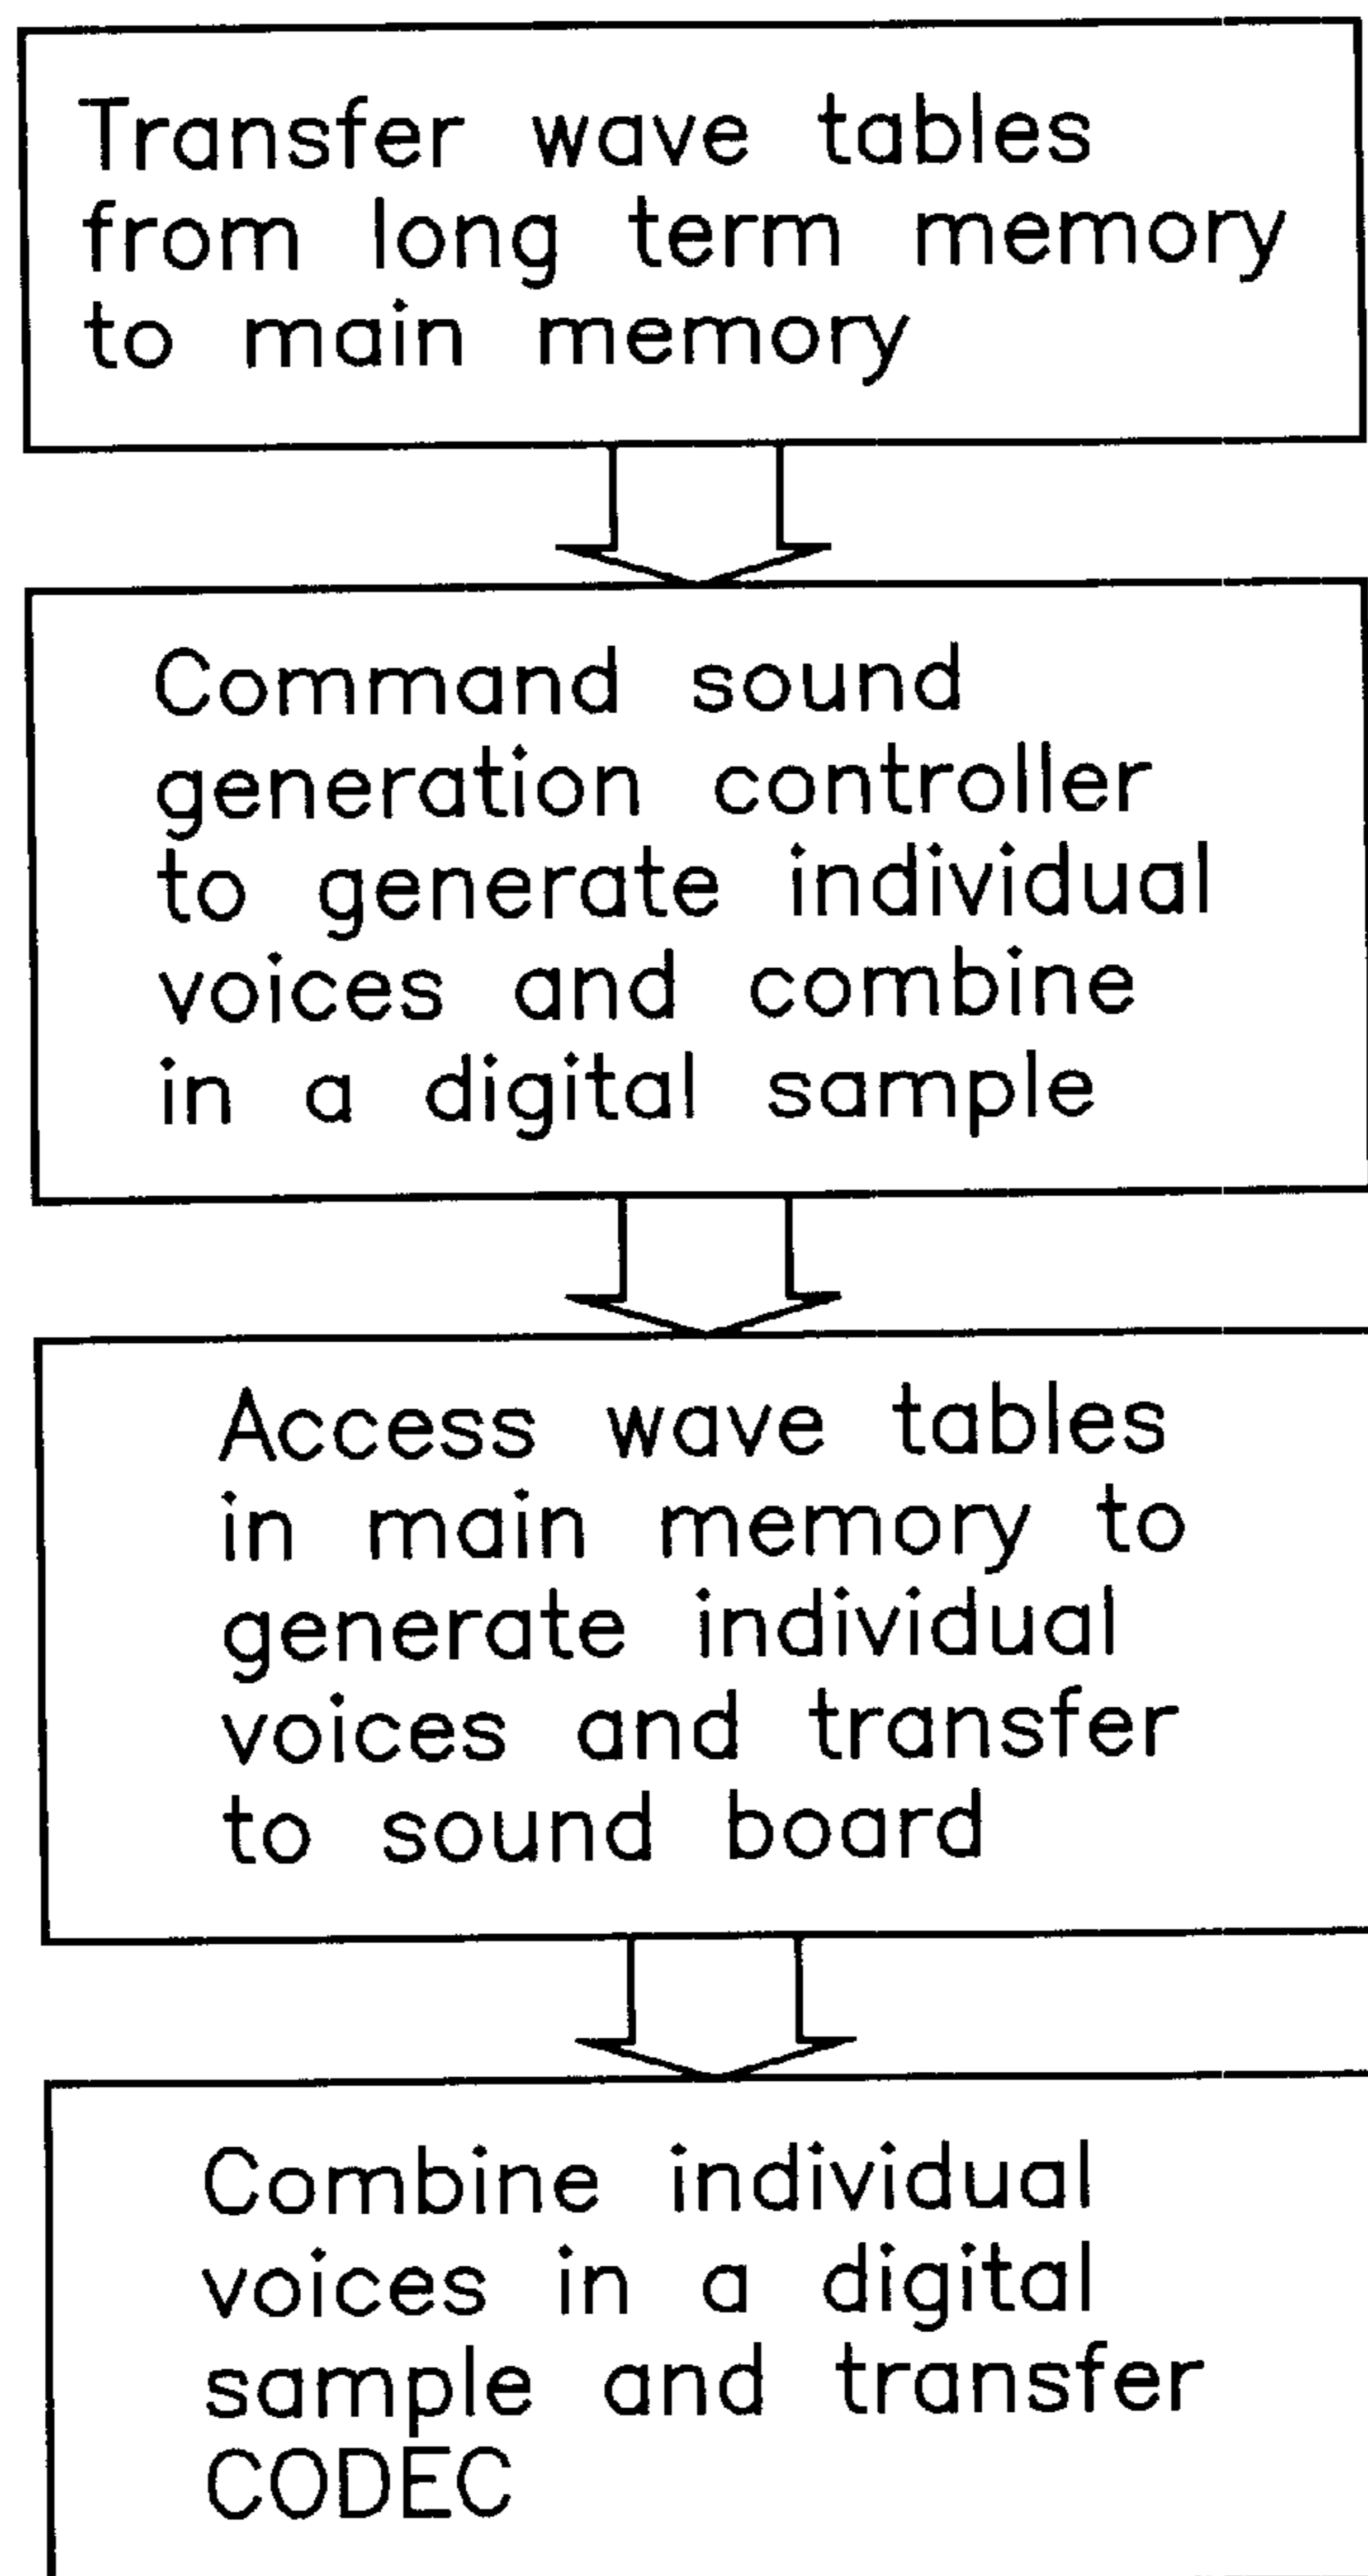 Transfer wave tables
from long term memory
to main memory
Command sound
generation controller
to generate individual
voices and combine
in a digital sample
Access wave tables
in main memory to
generate individual
voices and transfer
to sound board
Combine individual
voices in a digital
sample and transfer
CODEC